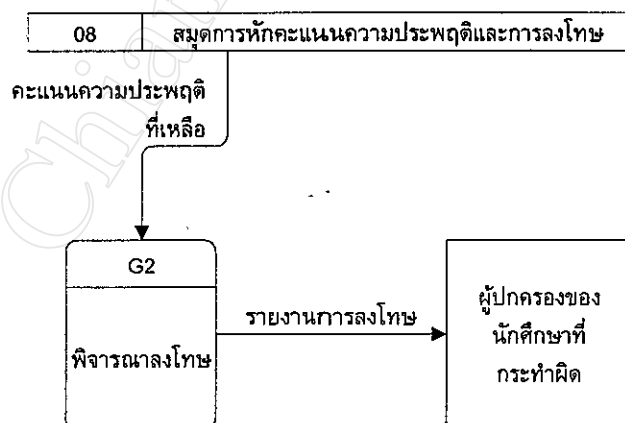 08 สมุดการหักคะแนนความประพฤติและการลงโทษ
คะแนนความประพฤติ
ที่เหลือ
G2
พิจารณาลงโทษ
รายงานการลงโทษ
ผู้ปกครองของ
นักศึกษาที่
กระทำผิด
Chian